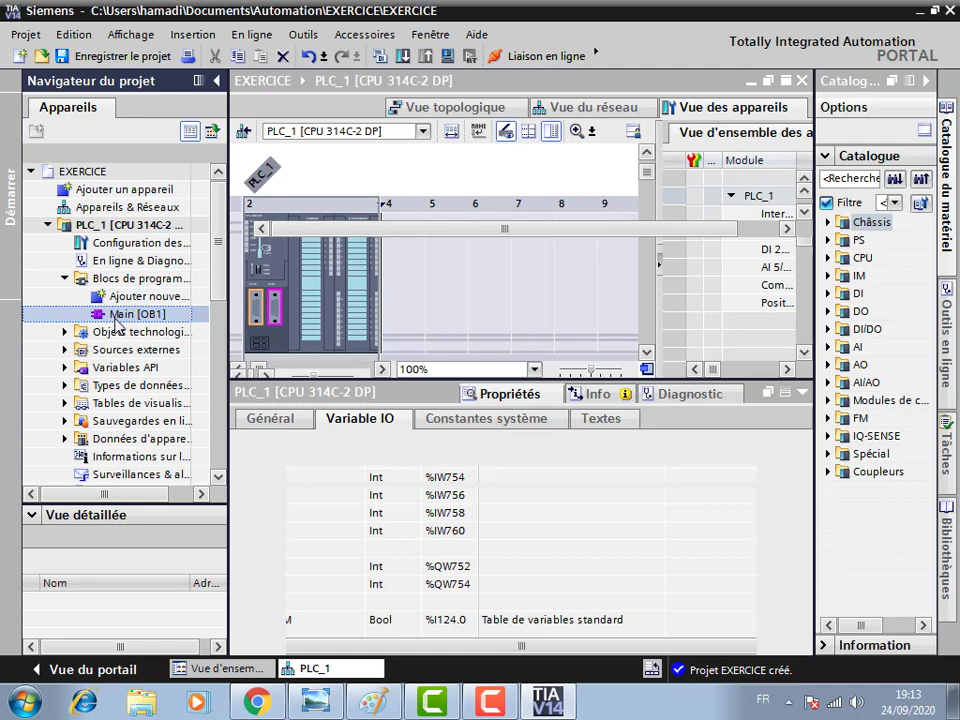 Siemens - C:\Users\hamadi\Documents\Automation\EXERCICE\EXERCICE
TIA
V14
Projet Edition Affichage Insertion En ligne Outils Accessoires Fenêtre Aide
Totally Integrated Automation
PORTAL
Enregistrer le projet
Liaison en ligne
Démarrer
Navigateur du projet
Appareils
EXERCICE
Ajouter un appareil
Appareils & Réseaux
PLC_1 [CPU 314C-2 ...
Configuration des...
En ligne & Diagno...
Blocs de program...
Ajouter nouve...
Main [OB1]
Objets technologi...
Sources externes
Variables API
Types de données...
Tables de visualis...
Sauvegardes en li...
Données d'appare...
Informations sur l...
Surveillances & al...
Vue détaillée
Nom Adr...
EXERCICE PLC_1 [CPU 314C-2 DP]
Vue topologique Vue du réseau Vue des appareils
PLC_1 [CPU 314C-2 DP]
Vue d'ensemble des a
PLC_1
2 4 5 6 7 8 9
100%
... Module
PLC_1
Inter...
DI 2...
AI 5/...
Com...
Posit...
PLC_1 [CPU 314C-2 DP]
Propriétés Info Diagnostic
Général Variable IO Constantes système Textes
Int %IW754
Int %IW756
Int %IW758
Int %IW760
Int %QW752
Int %QW754
M Bool %I124.0 Table de variables standard
Catalog...
Options
Catalogue
<Recherche
Filtre <
Châssis
PS
CPU
IM
DI
DO
DI/DO
AI
AO
AI/AO
Modules de c...
FM
IQ-SENSE
Spécial
Coupleurs
Information
Catalogue du matériel
Outils en ligne
Tâches
Bibliothèques
Vue du portail
Vue d'ensem...
PLC_1
Projet EXERCICE créé.
TIA
V14
FR
19:13
24/09/2020